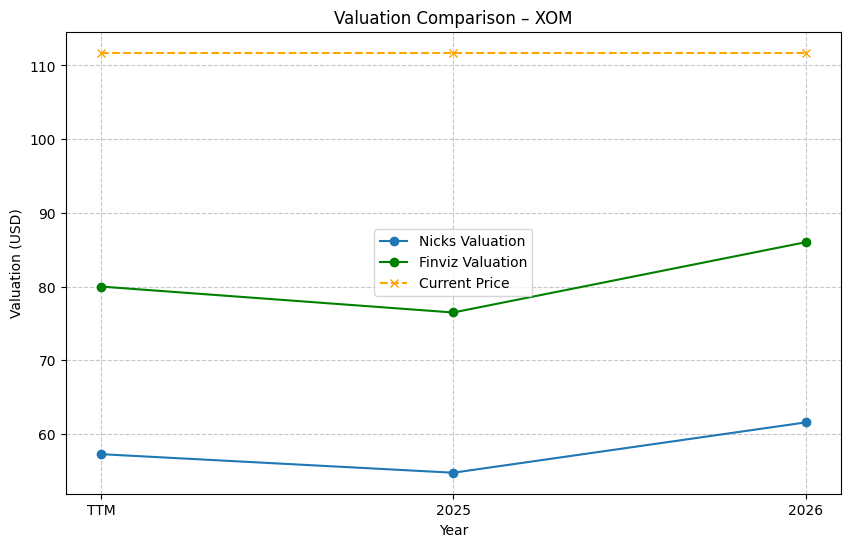 Valuation Comparison – XOM
Valuation (USD)
110
100
90
80
70
60
Nicks Valuation
Finviz Valuation
Current Price
TTM
2025
2026
Year